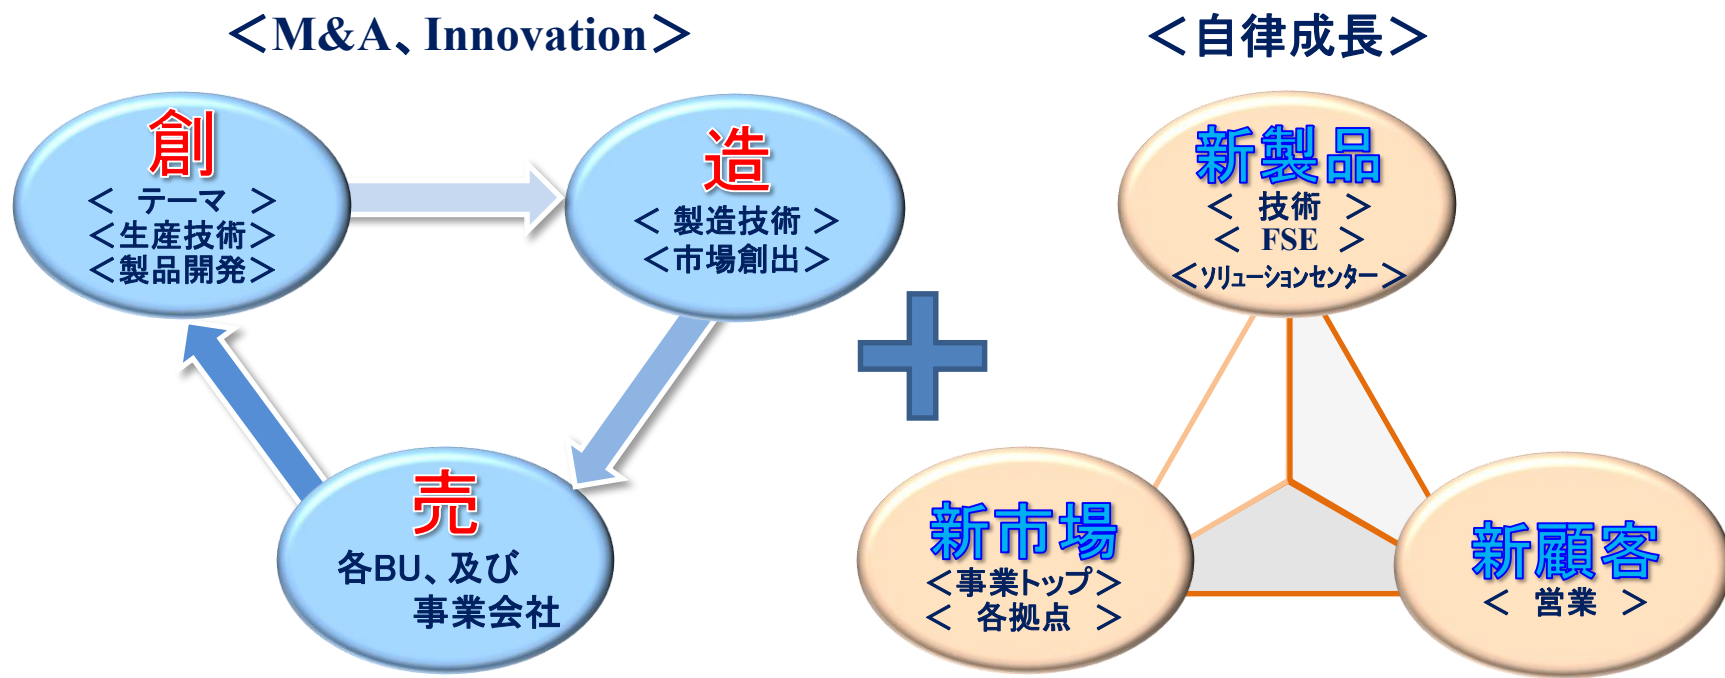 ＜M&A、Innovation＞
創
＜ テーマ ＞
＜生産技術＞
＜製品開発＞
造
＜ 製造技術 ＞
＜市場創出＞
売
各BU、及び
事業会社
＜自律成長＞
新製品
＜ 技術 ＞
＜ FSE ＞
＜ソリューションセンター＞
新市場
＜事業トップ＞
＜ 各拠点 ＞
新顧客
＜ 営業 ＞